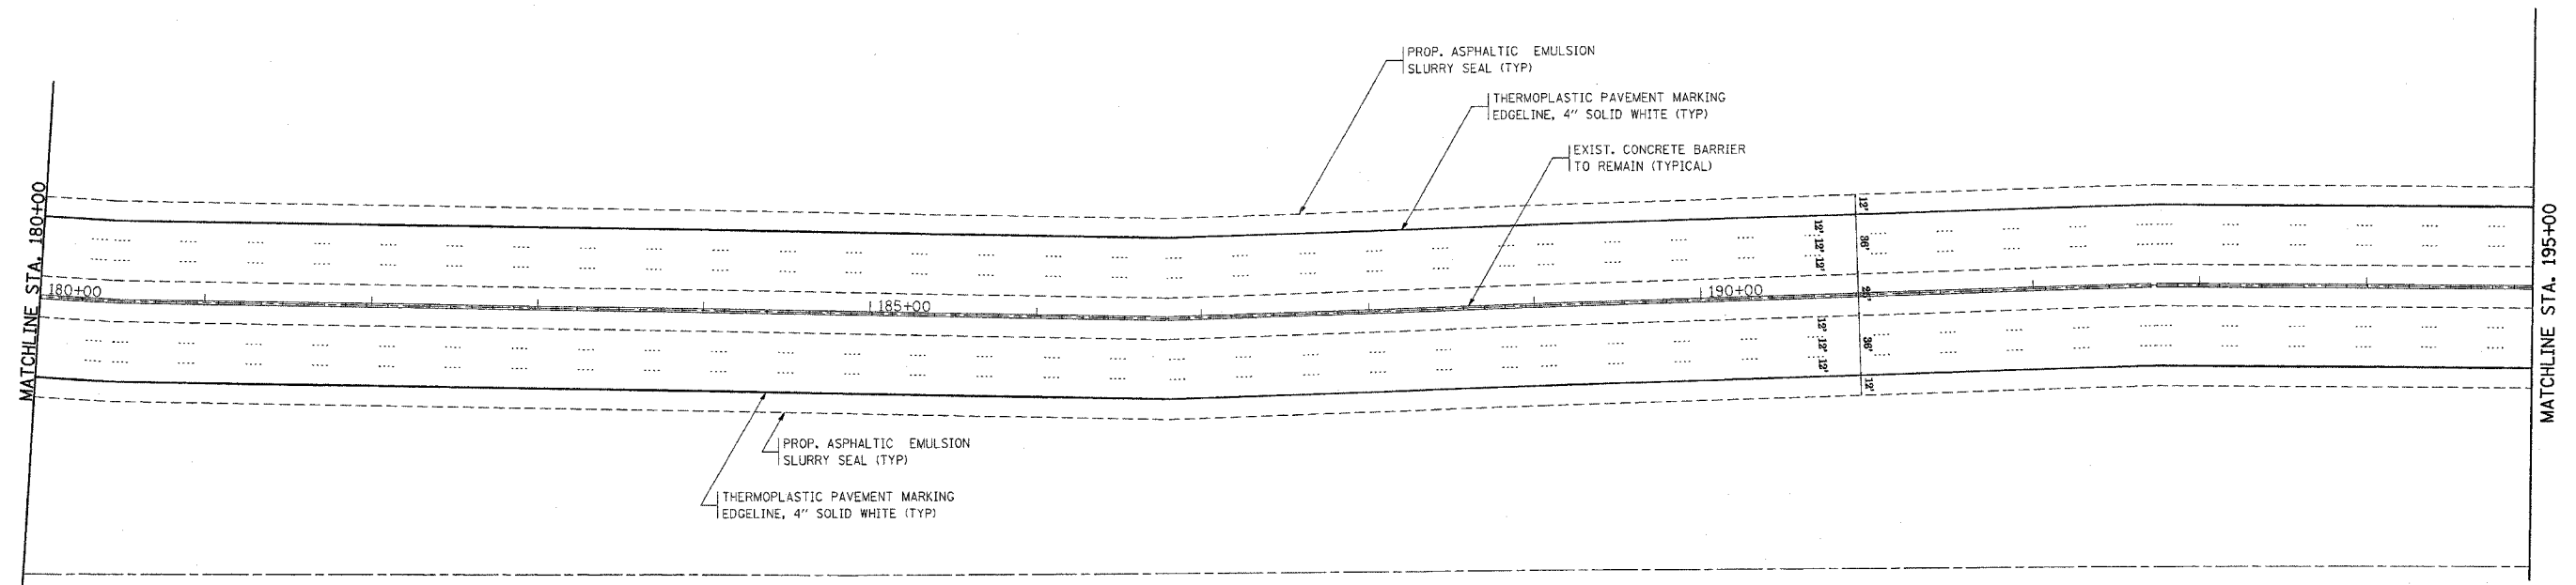 PROP. ASPHALTIC EMULSION
SLURRY SEAL (TYP)
THERMOPLASTIC PAVEMENT MARKING
EDGELINE, 4" SOLID WHITE (TYP)
EXIST. CONCRETE BARRIER
TO REMAIN (TYPICAL)
MATCHLINE STA. 180+00
MATCHLINE STA. 195+00
12'
12'
12'
12'
36'
180+00
185+00
190+00
12'
12'
12'
36'
12'
PROP. ASPHALTIC EMULSION
SLURRY SEAL (TYP)
THERMOPLASTIC PAVEMENT MARKING
EDGELINE, 4" SOLID WHITE (TYP)